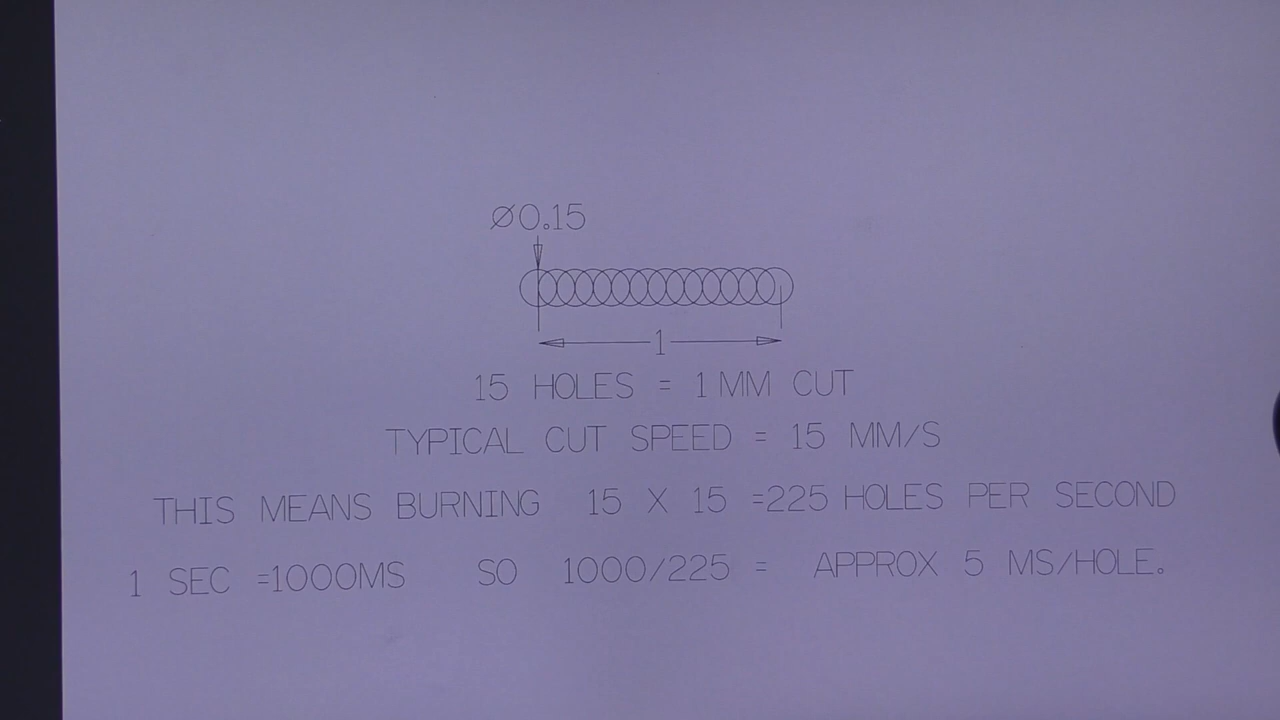 Ø0.15
1
15 HOLES = 1 MM CUT
TYPICAL CUT SPEED = 15 MM/S
THIS MEANS BURNING 15 X 15 =225 HOLES PER SECOND
1 SEC =1000MS SO 1000/225 = APPROX 5 MS/HOLE.